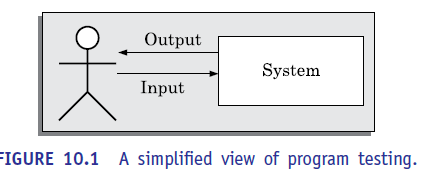 Output
System
Input
FIGURE 10.1 A simplified view of program testing.